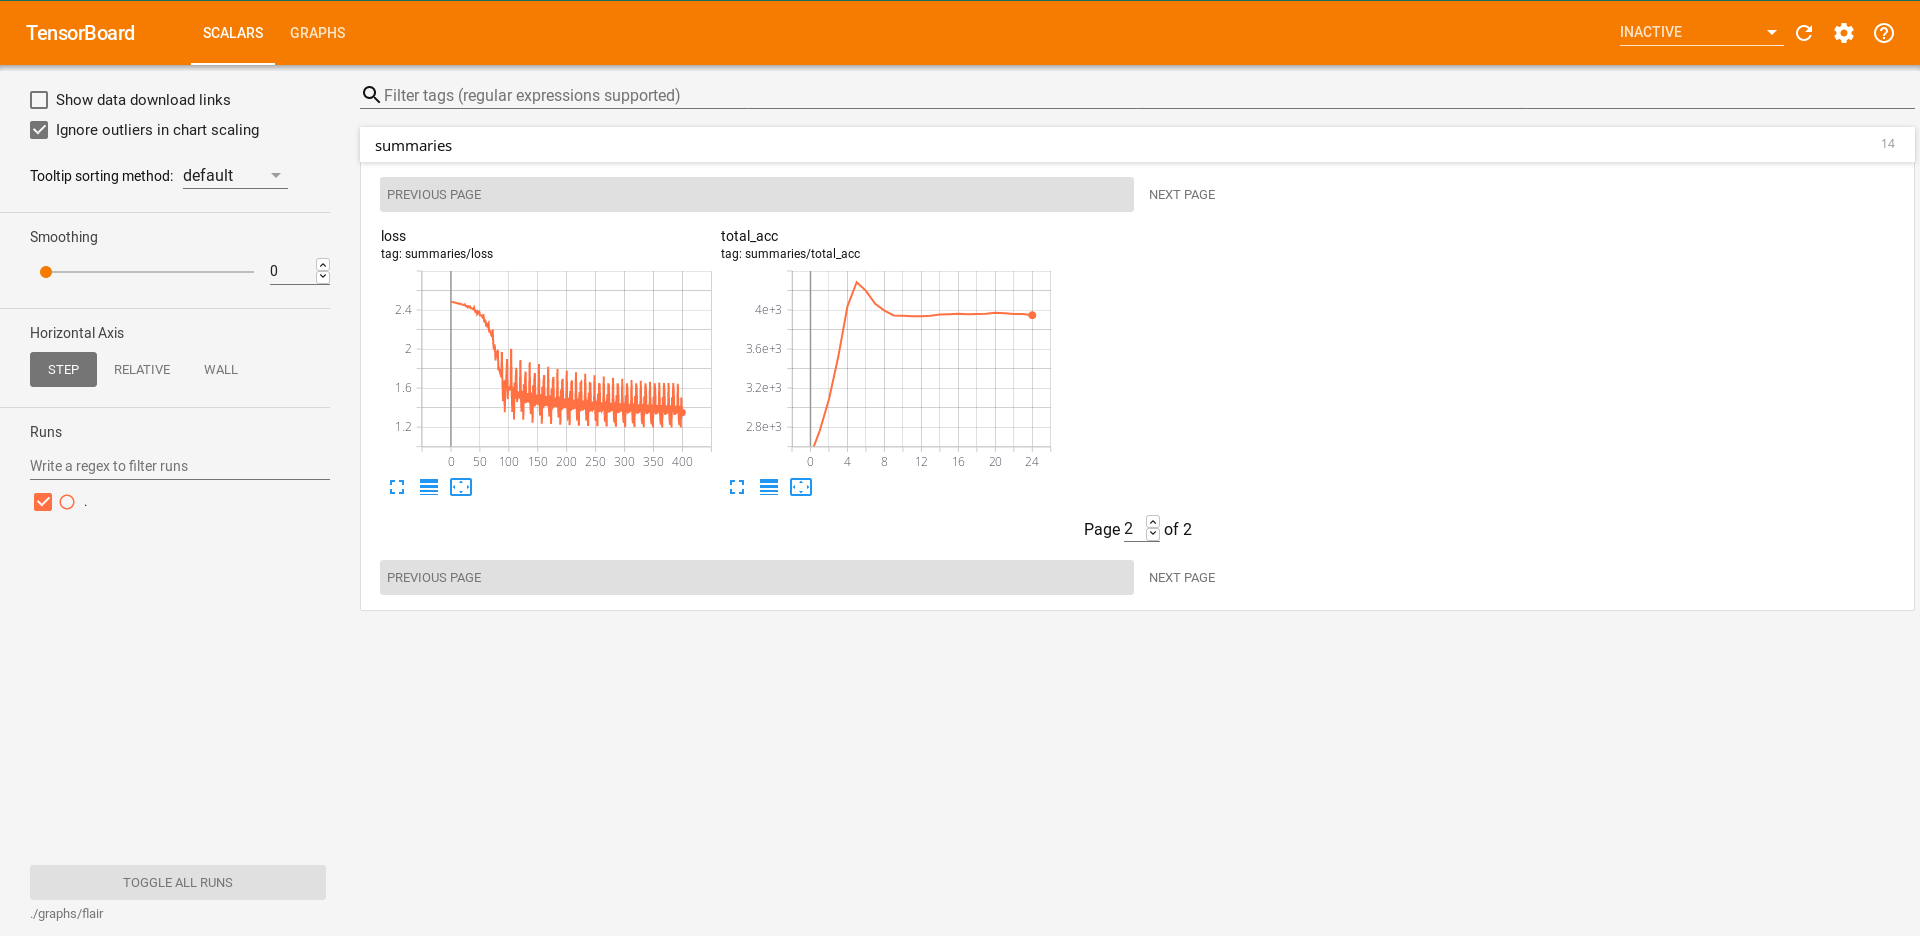 TensorBoard SCALARS GRAPHS INACTIVE
Show data download links
Ignore outliers in chart scaling
Tooltip sorting method: default
Smoothing
0
Horizontal Axis
STEP RELATIVE WALL
Runs
Write a regex to filter runs
.
TOGGLE ALL RUNS
./graphs/flair
Filter tags (regular expressions supported)
summaries 14
PREVIOUS PAGE NEXT PAGE
loss
tag: summaries/loss
2.4
2
1.6
1.2
0 50 100 150 200 250 300 350 400
total_acc
tag: summaries/total_acc
4e+3
3.6e+3
3.2e+3
2.8e+3
0 4 8 12 16 20 24
Page 2 of 2
PREVIOUS PAGE NEXT PAGE